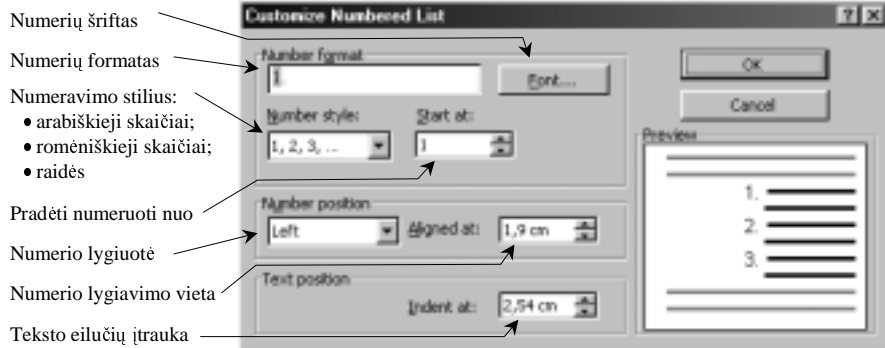 Numerių šriftas
Numerių formatas
Numeravimo stilius:
• arabiškieji skaičiai;
• romėniškieji skaičiai;
• raidės
Pradėti numeruoti nuo
Numerio lygiuotė
Numerio lygiavimo vieta
Teksto eilučių įtrauka
Customize Numbered List
Number format
1.
Font...
Number style:
Start at:
1, 2, 3, ...
1
Number position
Left
Aligned at:
1,9 cm
Text position
Indent at:
2,54 cm
OK
Cancel
Preview
1.
2.
3.